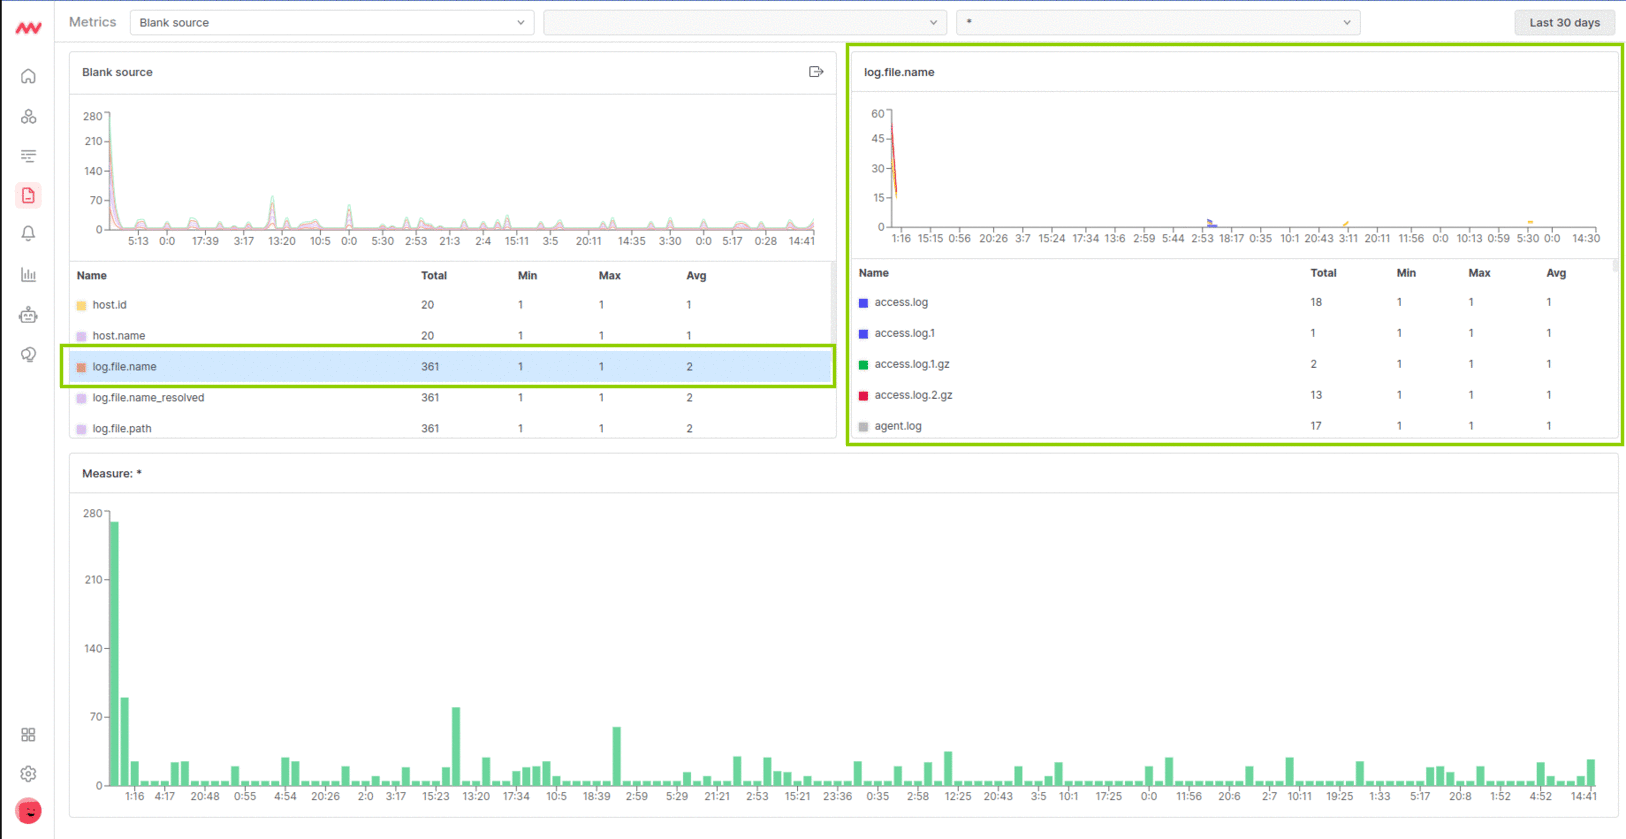 Metrics Blank source * Last 30 days
Blank source
280
210
140
70
0
5:13 0:0 17:39 3:17 13:20 10:5 0:0 5:30 2:53 21:3 2:4 15:11 3:5 20:11 14:35 3:30 0:0 5:17 0:28 14:41
Name Total Min Max Avg
host.id 20 1 1 1
host.name 20 1 1 1
log.file.name 361 1 1 2
log.file.name_resolved 361 1 1 2
log.file.path 361 1 1 2
log.file.name
60
45
30
15
0
1:16 15:15 0:56 20:26 3:7 15:24 17:34 13:6 2:59 5:44 2:53 18:17 0:35 10:1 20:43 3:11 20:11 11:56 0:0 10:13 0:59 5:30 0:0 14:30
Name Total Min Max Avg
access.log 18 1 1 1
access.log.1 1 1 1 1
access.log.1.gz 2 1 1 1
access.log.2.gz 13 1 1 1
agent.log 17 1 1 1
Measure: *
280
210
140
70
0
1:16 4:17 20:48 0:55 4:54 20:26 2:0 3:17 15:23 13:20 17:34 10:5 18:39 2:59 5:29 21:21 2:53 15:21 23:36 0:35 2:58 12:25 20:43 3:5 10:1 17:25 0:0 11:56 20:6 2:7 10:11 19:25 1:33 5:17 20:8 1:52 4:52 14:41